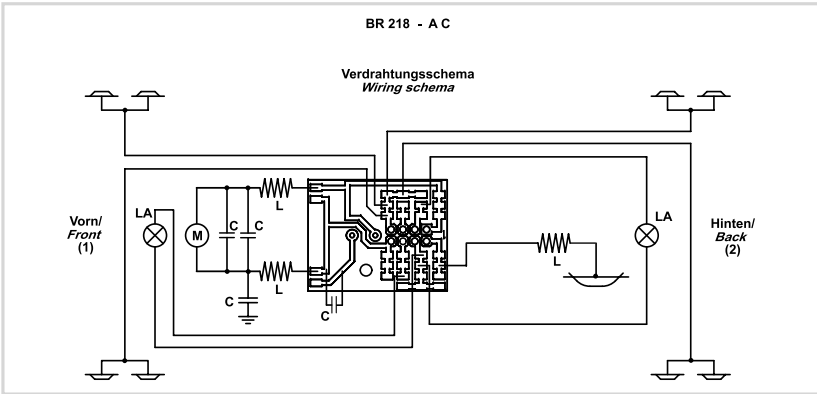 BR 218 - A C
Verdrahtungsschema
Wiring schema
Vorn/
Front
(1)
LA
M
C
C
L
L
C
C
L
LA
Hinten/
Back
(2)